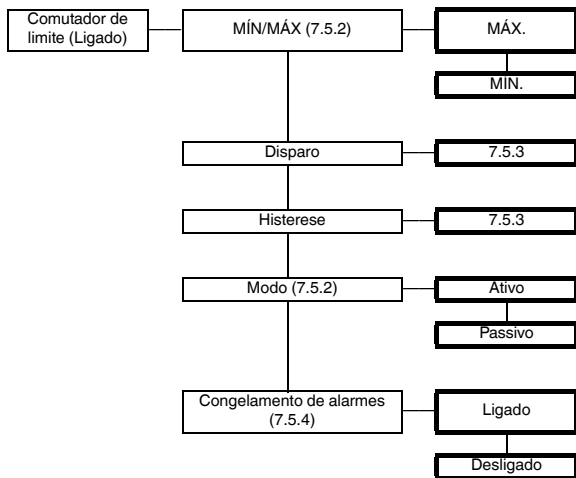 Comutador de
limite (Ligado)
MÍN/MÁX (7.5.2)
MÁX.
MIN.
Disparo
7.5.3
Histerese
7.5.3
Modo (7.5.2)
Ativo
Passivo
Congelamento de alarmes
(7.5.4)
Ligado
Desligado